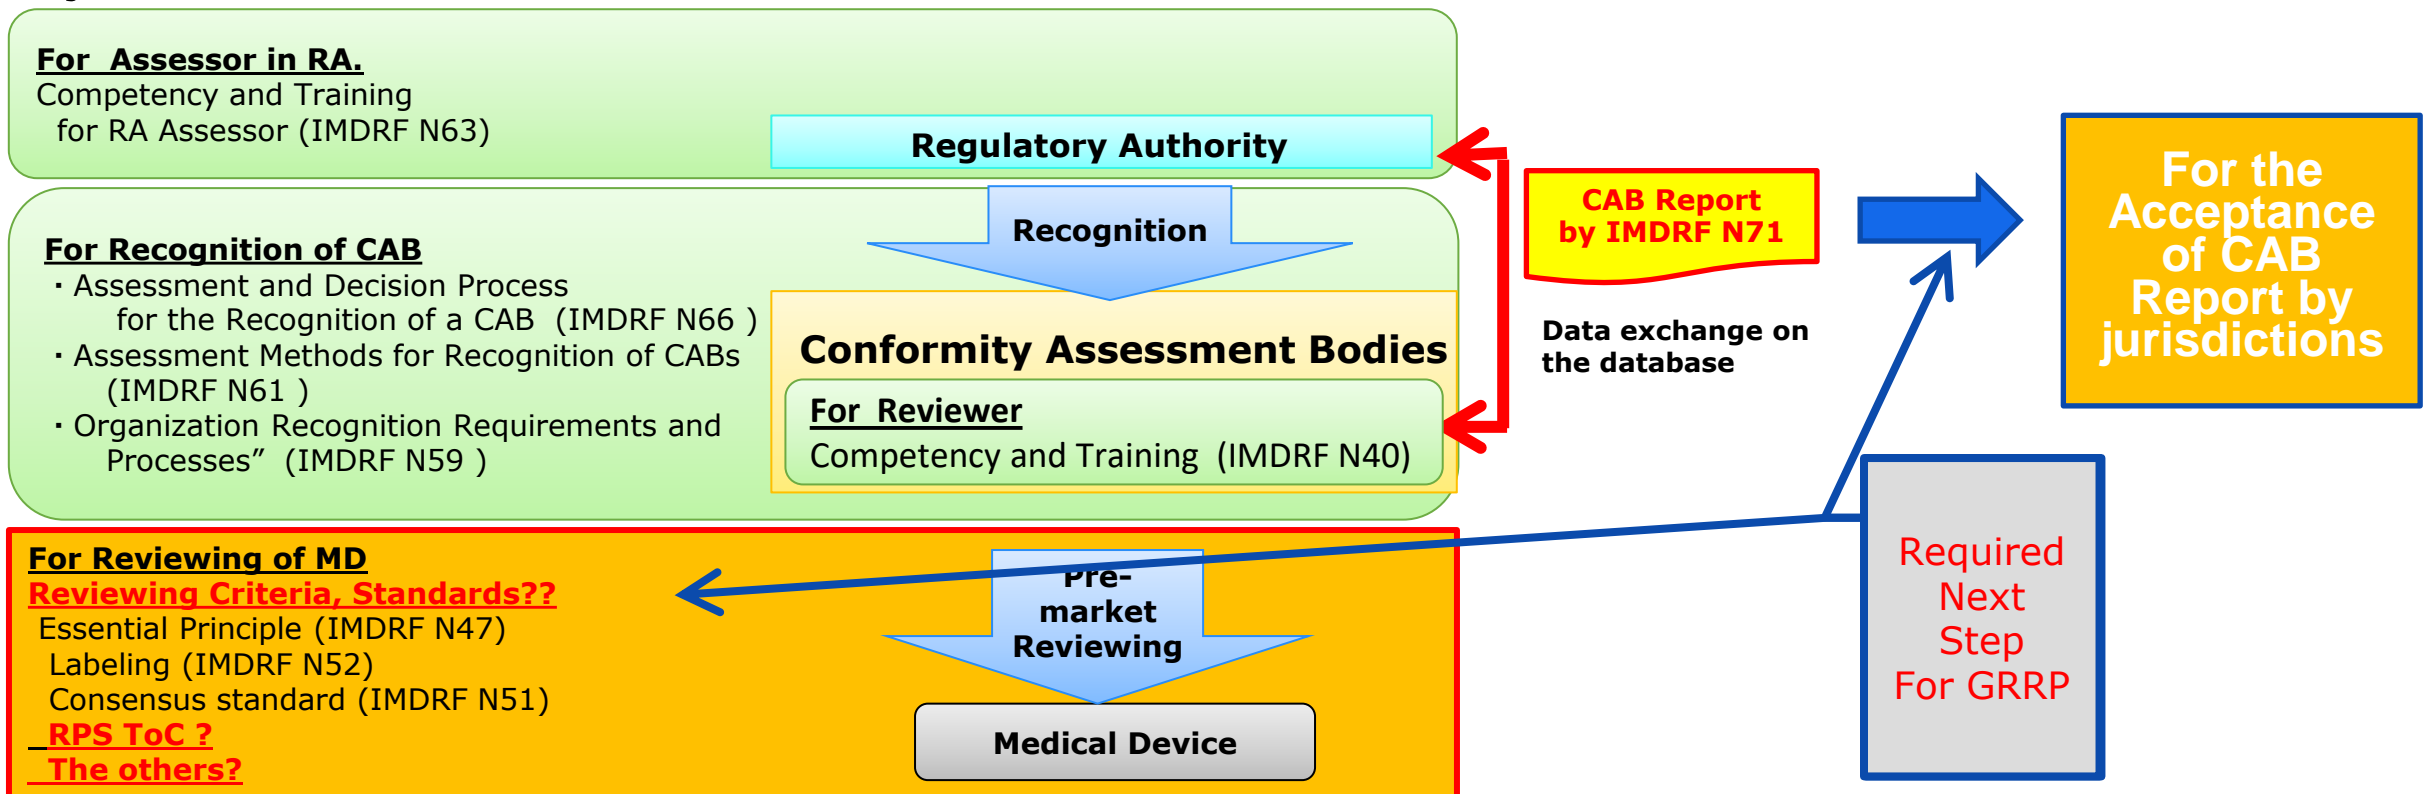 For Assessor in RA.
Competency and Training
for RA Assessor (IMDRF N63)
Regulatory Authority
Recognition
For Recognition of CAB
・Assessment and Decision Process
for the Recognition of a CAB (IMDRF N66 )
・Assessment Methods for Recognition of CABs
(IMDRF N61 )
・Organization Recognition Requirements and
Processes” (IMDRF N59 )
Conformity Assessment Bodies
For Reviewer
Competency and Training (IMDRF N40)
CAB Report
by IMDRF N71
Data exchange on
the database
For the
Acceptance
of CAB
Report by
jurisdictions
For Reviewing of MD
Reviewing Criteria, Standards??
Essential Principle (IMDRF N47)
Labeling (IMDRF N52)
Consensus standard (IMDRF N51)
RPS ToC ?
The others?
Pre-
market
Reviewing
Medical Device
Required
Next
Step
For GRRP